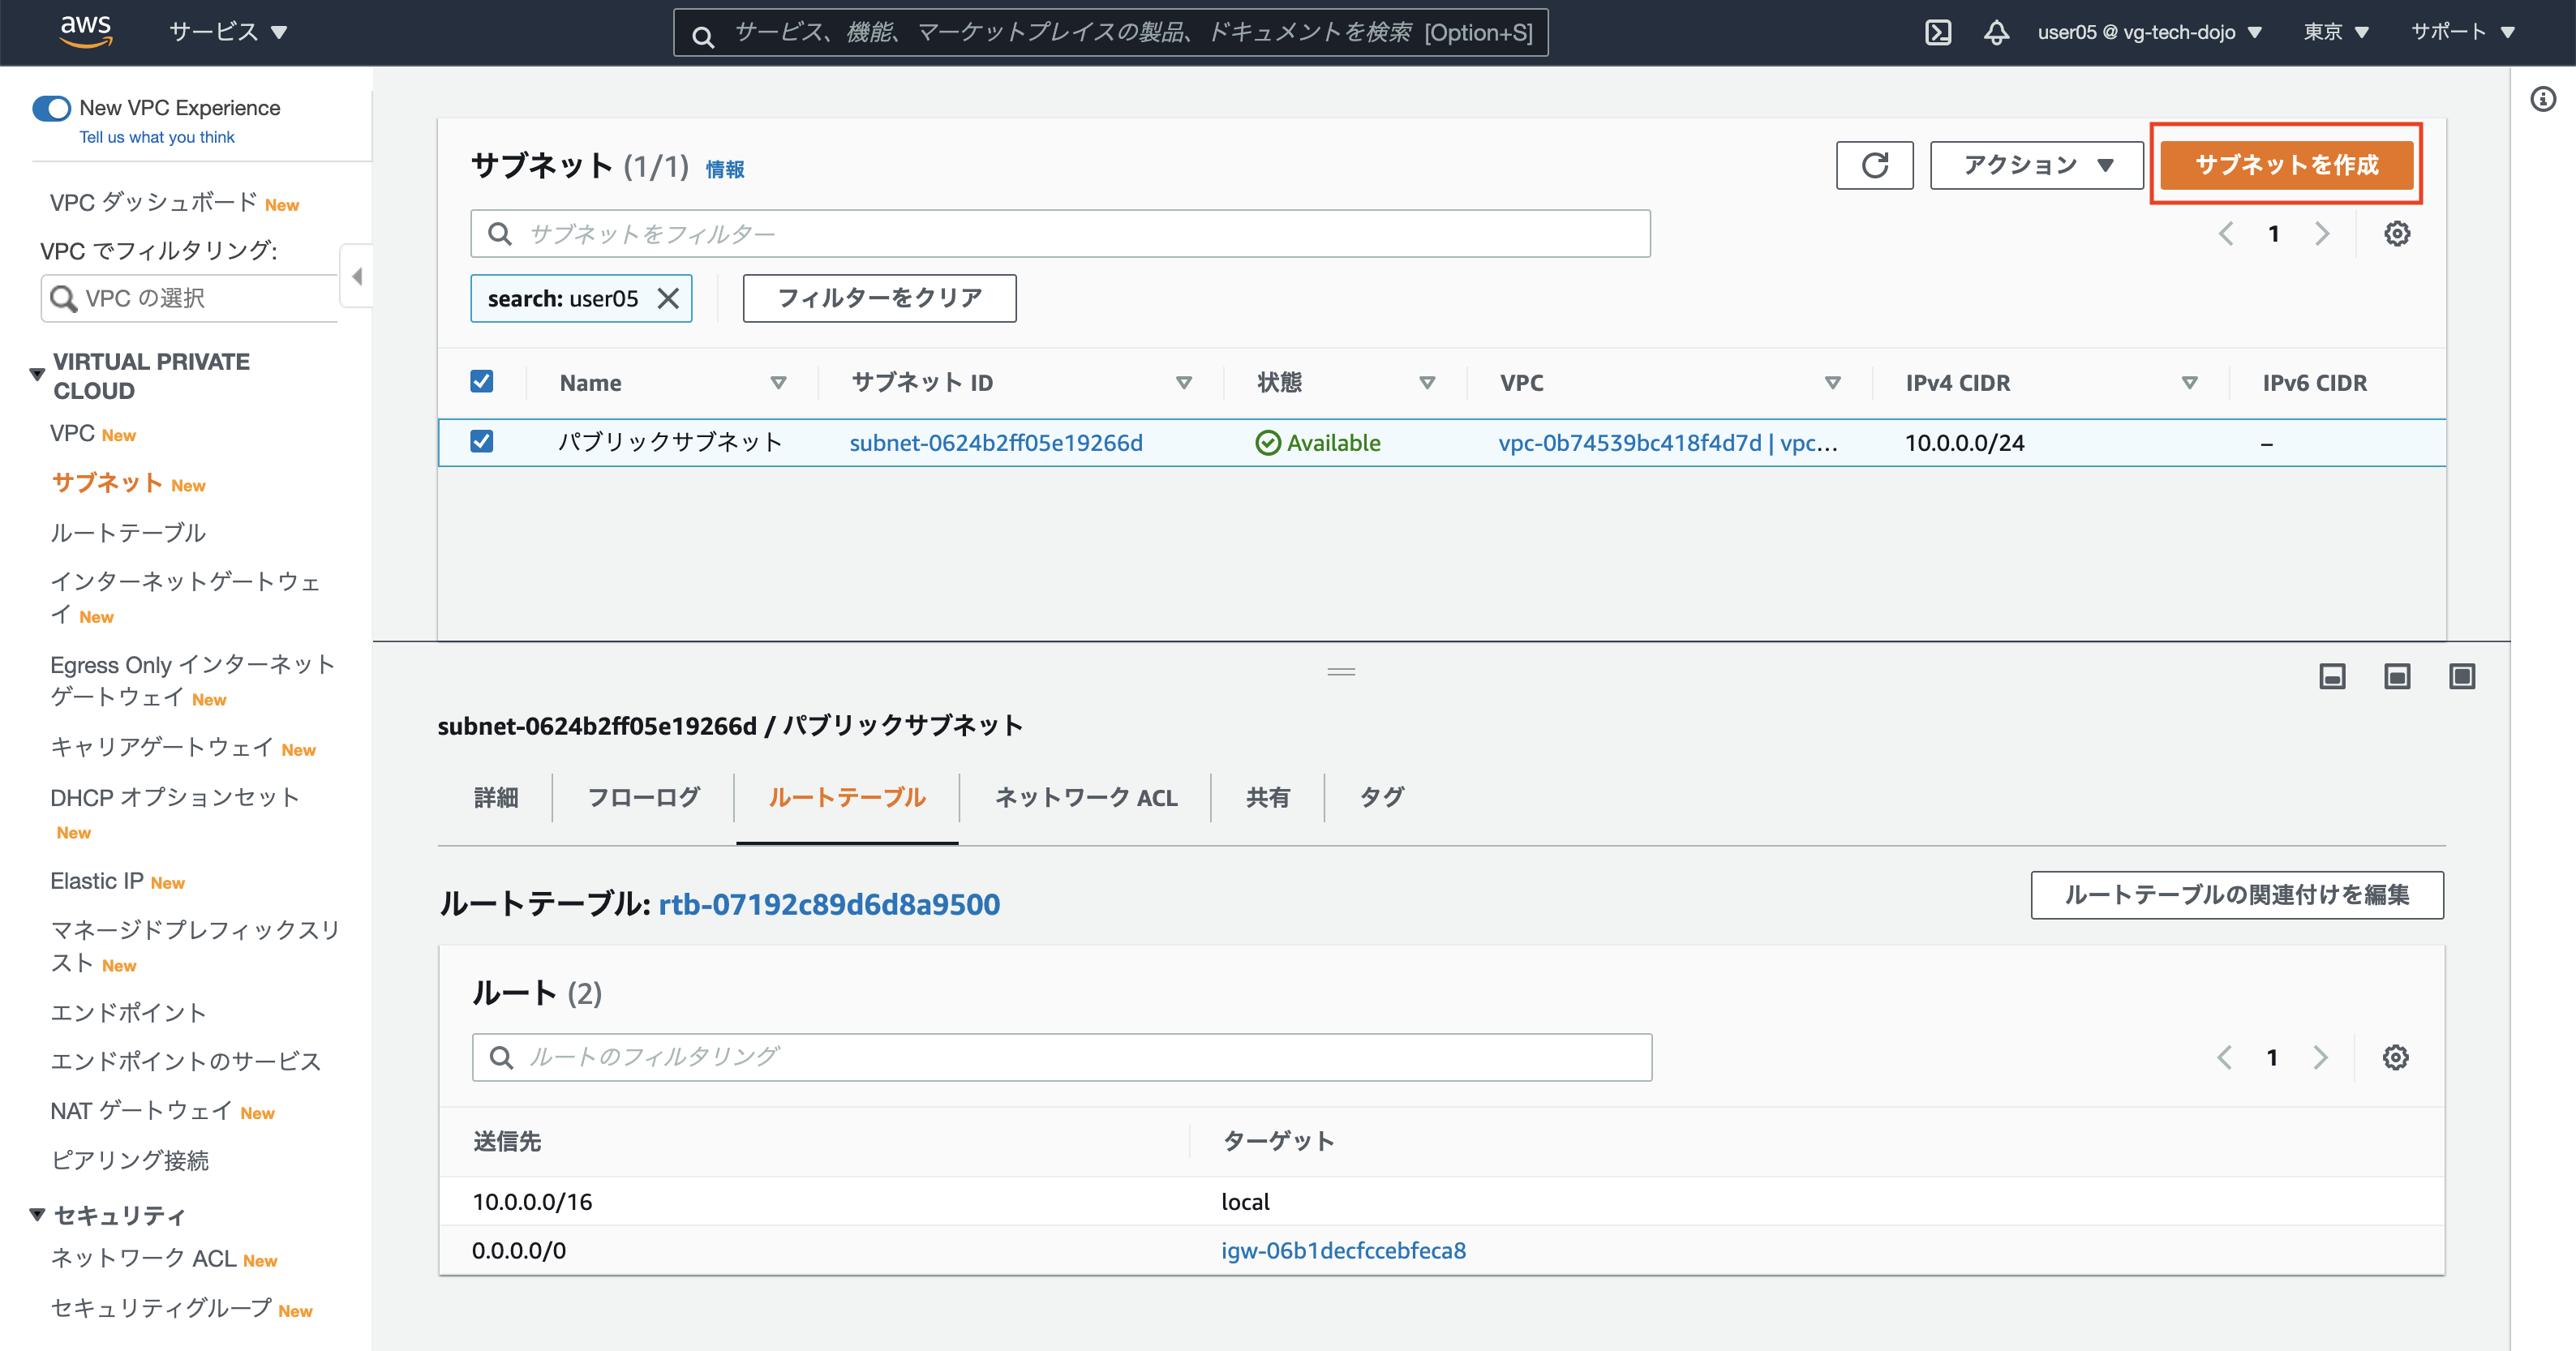 aws
サービス
サービス、機能、マーケットプレイスの製品、ドキュメントを検索 [Option+S]
user05 @ vg-tech-dojo
東京
サポート
New VPC Experience
Tell us what you think
VPC ダッシュボード New
VPC でフィルタリング:
VPC の選択
VIRTUAL PRIVATE
CLOUD
VPC New
サブネット New
ルートテーブル
インターネットゲートウェ
イ New
Egress Only インターネット
ゲートウェイ New
キャリアゲートウェイ New
DHCP オプションセット
New
Elastic IP New
マネージドプレフィックスリ
スト New
エンドポイント
エンドポイントのサービス
NAT ゲートウェイ New
ピアリング接続
セキュリティ
ネットワーク ACL New
セキュリティグループ New
サブネット (1/1) 情報
アクション
サブネットを作成
サブネットをフィルター
1
search: user05
フィルターをクリア
Name サブネット ID 状態 VPC IPv4 CIDR IPv6 CIDR
パブリックサブネット subnet-0624b2ff05e19266d Available vpc-0b74539bc418f4d7d | vpc… 10.0.0.0/24 –
subnet-0624b2ff05e19266d / パブリックサブネット
詳細 フローログ ルートテーブル ネットワーク ACL 共有 タグ
ルートテーブル: rtb-07192c89d6d8a9500
ルートテーブルの関連付けを編集
ルート (2)
ルートのフィルタリング
1
送信先 ターゲット
10.0.0.0/16 local
0.0.0.0/0 igw-06b1decfccebfeca8